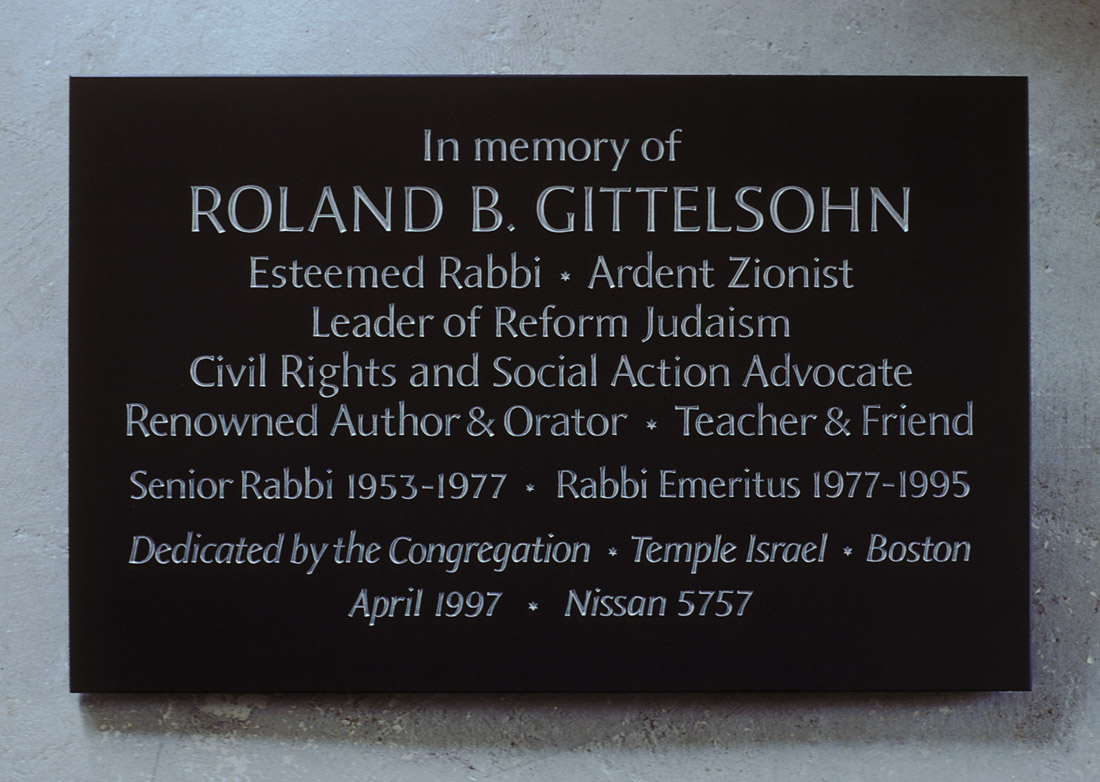 In memory of
ROLAND B. GITTELSOHN
Esteemed Rabbi * Ardent Zionist
Leader of Reform Judaism
Civil Rights and Social Action Advocate
Renowned Author & Orator * Teacher & Friend
Senior Rabbi 1953-1977 * Rabbi Emeritus 1977-1995
Dedicated by the Congregation * Temple Israel * Boston
April 1997 * Nissan 5757